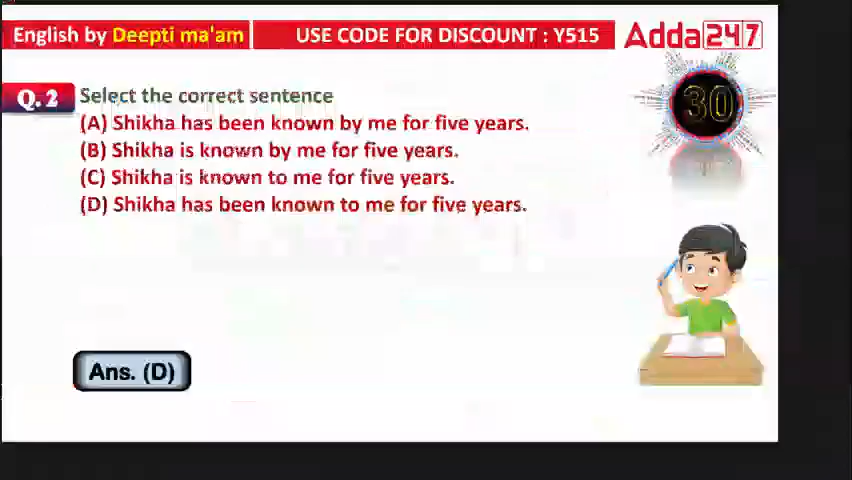 English by Deepti ma'am
USE CODE FOR DISCOUNT : Y515
Adda247
Q. 2 Select the correct sentence
30
(A) Shikha has been known by me for five years.
(B) Shikha is known by me for five years.
(C) Shikha is known to me for five years.
(D) Shikha has been known to me for five years.
Ans. (D)